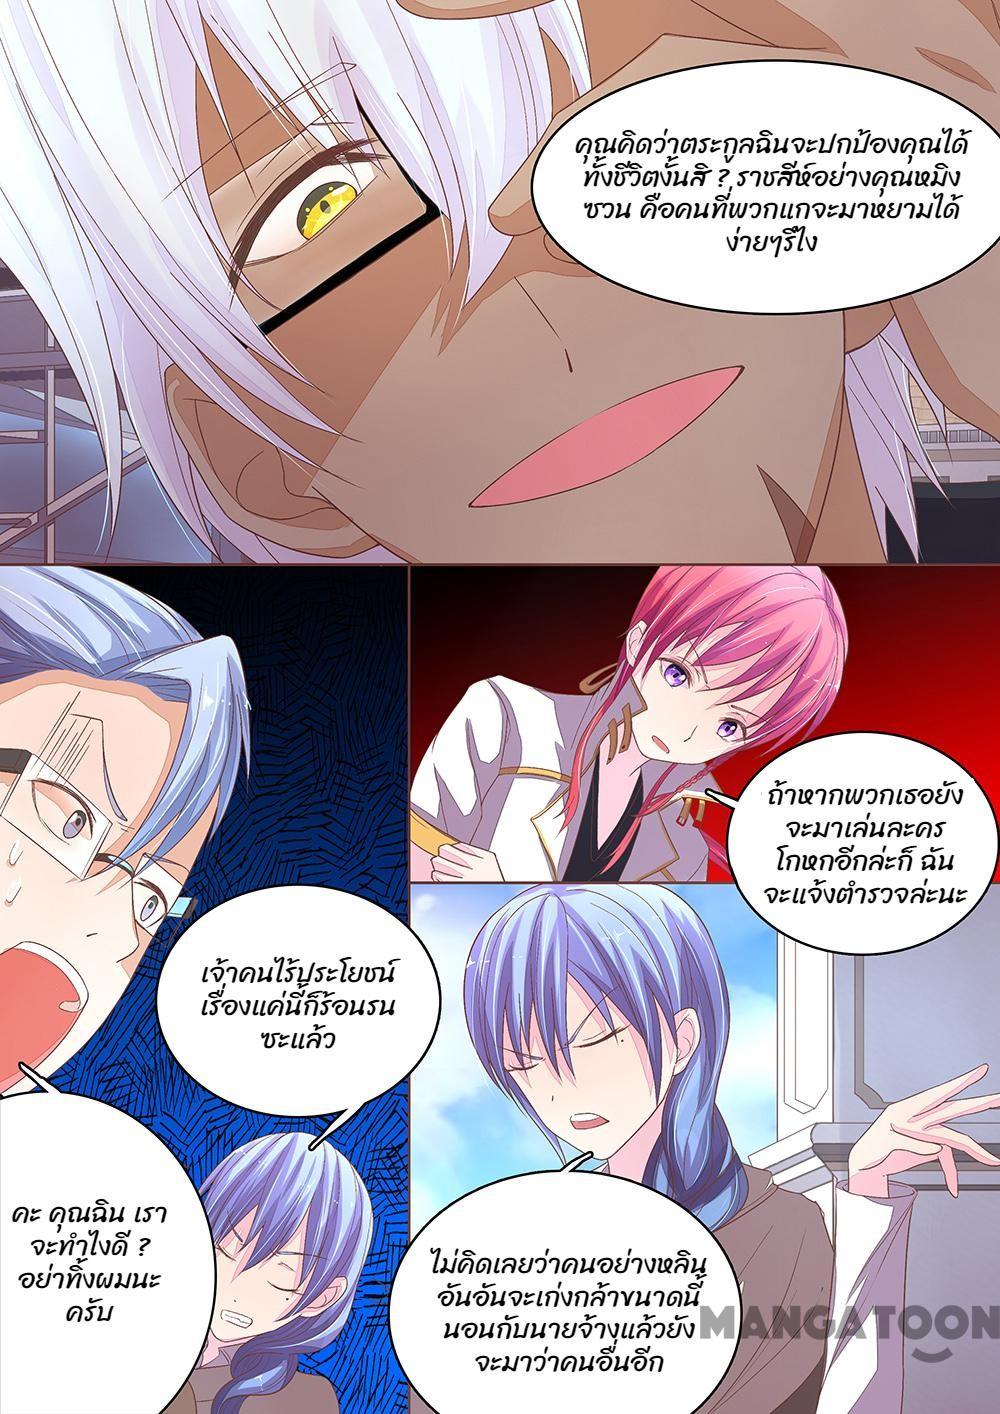 คุณคิดว่าตระกูลฉินจะปกป้องคุณได้
ทั้งชีวิตงั้นสิ ? ราชสีห์อย่างคุณหมิง
ซวน คือคนที่พวกแกจะมาหยามได้
ง่ายๆรึไง
ถ้าหากพวกเธอยัง
จะมาเล่นละคร
โกหกอีกล่ะก็ ฉัน
จะแจ้งตำรวจล่ะนะ
เจ้าคนไร้ประโยชน์
เรื่องแค่นี้ก็ร้อนรน
ซะแล้ว
คะ คุณฉิน เรา
จะทำไงดี ?
อย่าทิ้งผมนะ
ครับ
ไม่คิดเลยว่าคนอย่างหลิน
อันอันจะเก่งกล้าขนาดนี้
นอนกับนายจ้างแล้วยัง
จะมาว่าคนอื่นอีก
MANGATOON